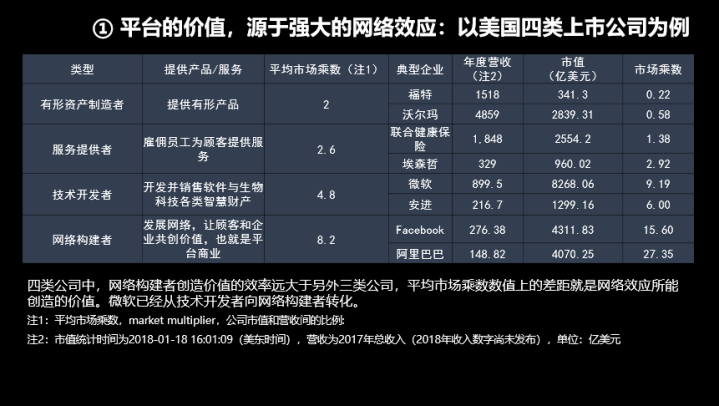 ① 平台的价值，源于强大的网络效应：以美国四类上市公司为例
类型 提供产品/服务 平均市场乘数（注1） 典型企业 年度营收（注2） 市值（亿美元） 市场乘数
有形资产制造者 提供有形产品 2 福特 1518 341.3 0.22
沃尔玛 4859 2839.31 0.58
服务提供者 雇佣员工为顾客提供服务 2.6 联合健康保险 1,848 2554.2 1.38
埃森哲 329 960.02 2.92
技术开发者 开发并销售软件与生物科技各类智慧财产 4.8 微软 899.5 8268.06 9.19
安进 216.7 1299.16 6.00
网络构建者 发展网络，让顾客和企业共创价值，也就是平台商业 8.2 Facebook 276.38 4311.83 15.60
阿里巴巴 148.82 4070.25 27.35
四类公司中，网络构建者创造价值的效率远大于另外三类公司，平均市场乘数数值上的差距就是网络效应所能
创造的价值。微软已经从技术开发者向网络构建者转化。
注1：平均市场乘数，market multiplier，公司市值和营收间的比例;
注2：市值统计时间为2018-01-18 16:01:09（美东时间），营收为2017年总收入（2018年收入数字尚未发布），单位：亿美元